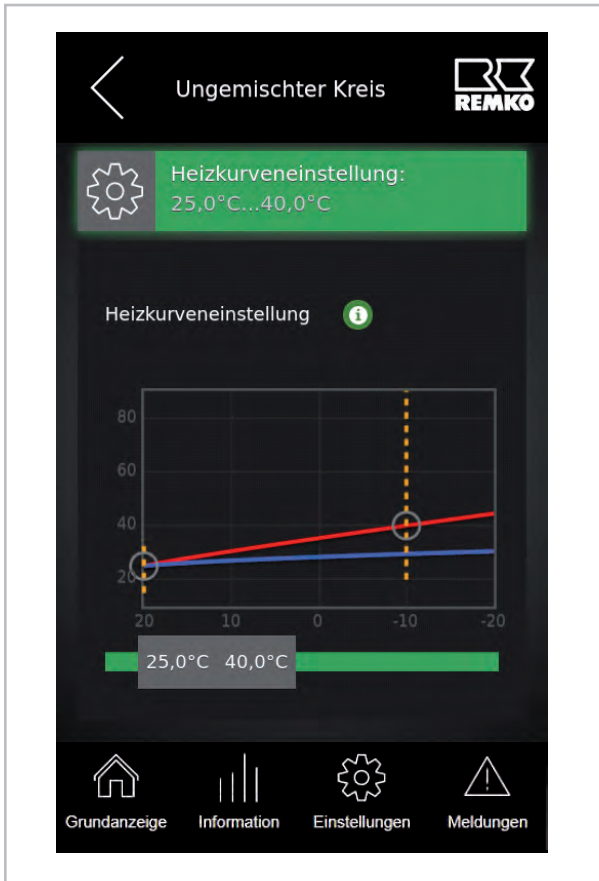 Ungemischter Kreis
REMKO
Heizkurveneinstellung:
25,0°C...40,0°C
Heizkurveneinstellung
i
80
60
40
20
20 10 0 -10 -20
25,0°C 40,0°C
Grundanzeige Information Einstellungen Meldungen